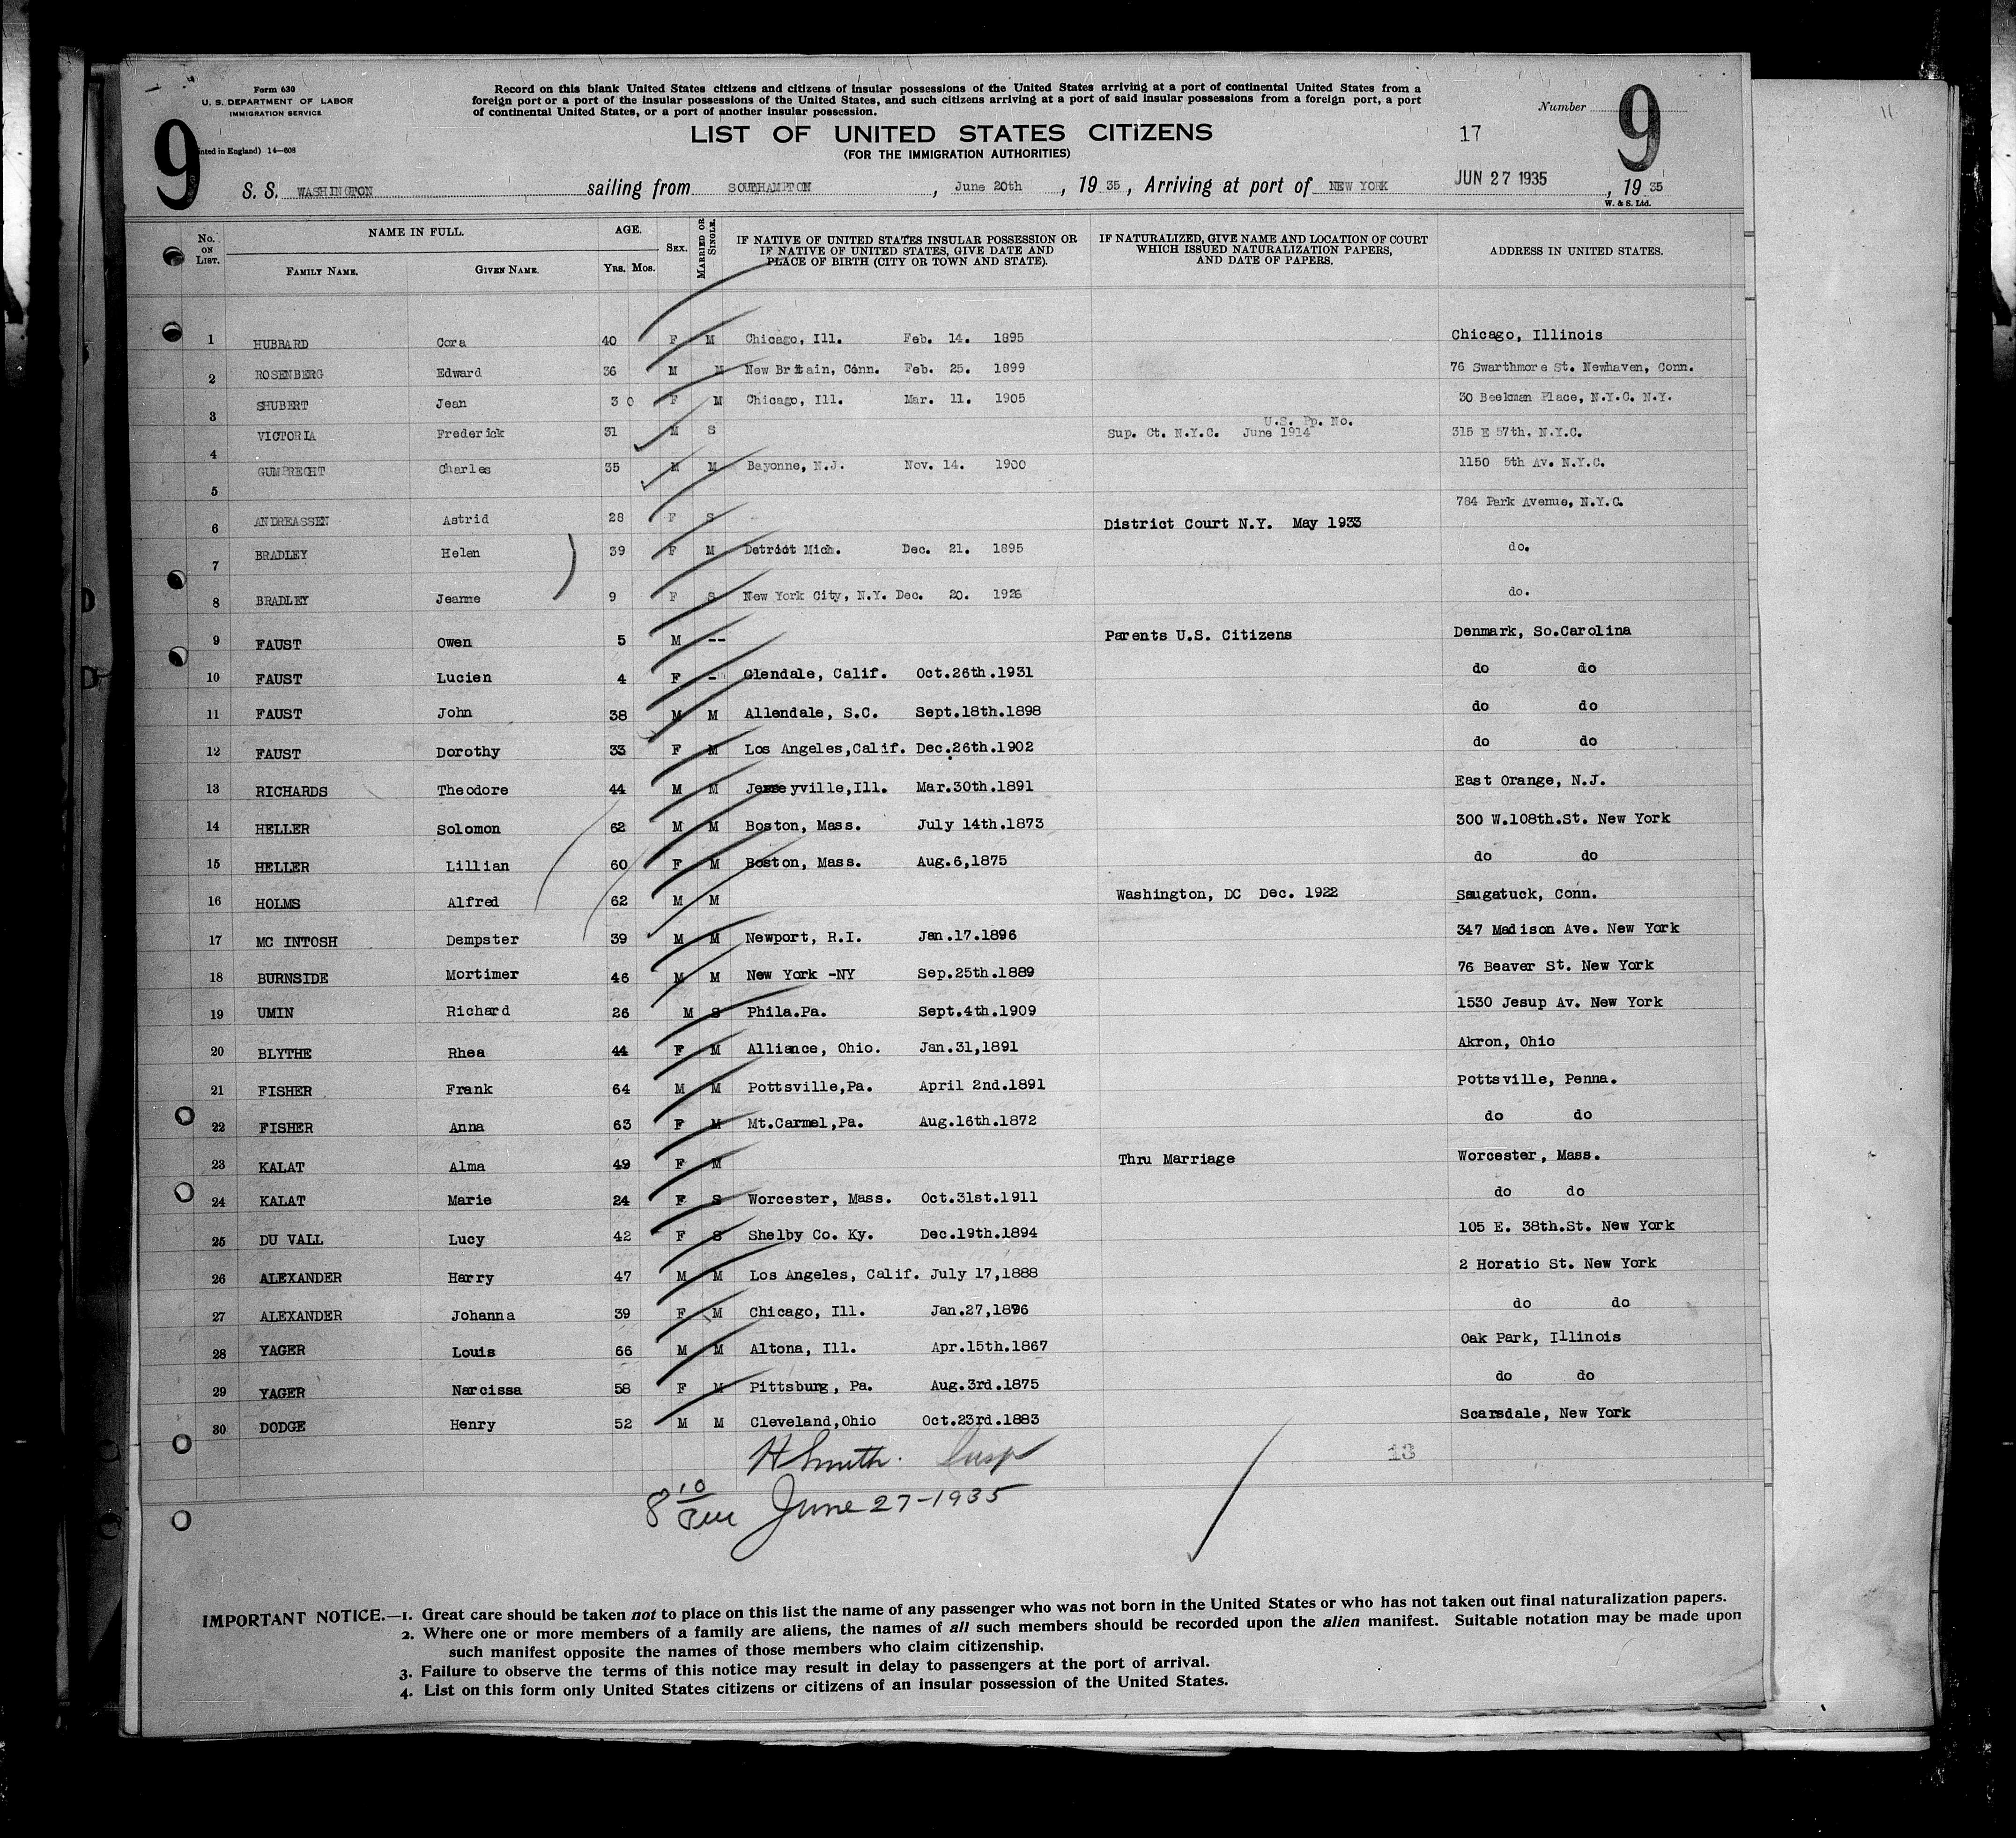 Form 630
U. S. DEPARTMENT OF LABOR
IMMIGRATION SERVICE
9
nted in England) 14—608
Record on this blank United States citizens and citizens of insular possessions of the United States arriving at a port of continental United States from a
foreign port or a port of the insular possessions of the United States, and such citizens arriving at a port of said insular possessions from a foreign port, a port
of continental United States, or a port of another insular possession.
LIST OF UNITED STATES CITIZENS
(FOR THE IMMIGRATION AUTHORITIES)
17
Number
9
11
S. S. WASHINGTON sailing from SOUTHAMPTON, June 20th, 19 35, Arriving at port of NEW YORK JUN 27 1935, 19 35
W. & S. Ltd.
No. ON LIST. NAME IN FULL. FAMILY NAME. GIVEN NAME. AGE. Yrs. Mos. SEX. MARRIED OR SINGLE. IF NATIVE OF UNITED STATES INSULAR POSSESSION OR IF NATIVE OF UNITED STATES, GIVE DATE AND PLACE OF BIRTH (CITY OR TOWN AND STATE). IF NATURALIZED, GIVE NAME AND LOCATION OF COURT WHICH ISSUED NATURALIZATION PAPERS, AND DATE OF PAPERS. ADDRESS IN UNITED STATES.
1 HUBBARD Cora 40 F M Chicago, Ill. Feb. 14. 1895 Chicago, Illinois
2 ROSENBERG Edward 36 M M New Britain, Conn. Feb. 25. 1899 76 Swarthmore St. Newhaven, Conn.
3 SHUBERT Jean 30 F M Chicago, Ill. Mar. 11. 1905 30 Beekman Place, N.Y.C. N.Y.
U.S. Pp. No.
4 VICTORIA Frederick 31 M S Sup. Ct. N.Y.C. June 1914 315 E 57th. N.Y.C.
5 GUMPRECHT Charles 35 M M Bayonne, N.J. Nov. 14. 1900 1150 5th Av. N.Y.C.
6 ANDREASSEN Astrid 28 F S District Court N.Y. May 1933 784 Park Avenue, N.Y.C.
7 BRADLEY Helen 39 F M Detriot Mich. Dec. 21. 1895 do.
8 BRADLEY Jeanne 9 F S New York City, N.Y. Dec. 20. 1926 do.
9 FAUST Owen 5 M -- Parents U.S. Citizens Denmark, So.Carolina
10 FAUST Lucien 4 F - Glendale, Calif. Oct.26th.1931 do do
11 FAUST John 38 M M Allendale, S.C. Sept.18th.1898 do do
12 FAUST Dorothy 33 F M Los Angeles,Calif. Dec.26th.1902 do do
13 RICHARDS Theodore 44 M M Jerseyville,Ill. Mar.30th.1891 East Orange, N.J.
14 HELLER Solomon 62 M M Boston, Mass. July 14th.1873 300 W.108th.St. New York
15 HELLER Lillian 60 F M Boston, Mass. Aug.6,1875 do do
16 HOLMS Alfred 62 M M Washington, DC Dec. 1922 Saugatuck, Conn.
17 MC INTOSH Dempster 39 M M Newport, R.I. Jan.17.1896 347 Madison Ave. New York
18 BURNSIDE Mortimer 46 M M New York -NY Sep.25th.1889 76 Beaver St. New York
19 UMIN Richard 26 M S Phila.Pa. Sept.4th.1909 1530 Jesup Av. New York
20 BLYTHE Rhea 44 F M Alliance, Ohio. Jan.31,1891 Akron, Ohio
21 FISHER Frank 64 M M Pottsville,Pa. April 2nd.1891 Pottsville, Penna.
22 FISHER Anna 63 F M Mt.Carmel,Pa. Aug.16th.1872 do do
23 KALAT Alma 49 F M Thru Marriage Worcester, Mass.
24 KALAT Marie 24 F S Worcester, Mass. Oct.31st.1911 do do
25 DU VALL Lucy 42 F S Shelby Co. Ky. Dec.19th.1894 105 E. 38th.St. New York
26 ALEXANDER Harry 47 M M Los Angeles, Calif. July 17,1888 2 Horatio St. New York
27 ALEXANDER Johanna 39 F M Chicago, Ill. Jan.27,1896 do do
28 YAGER Louis 66 M M Altona, Ill. Apr.15th.1867 Oak Park, Illinois
29 YAGER Narcissa 58 F M Pittsburg, Pa. Aug.3rd.1875 do do
30 DODGE Henry 52 M M Cleveland,Ohio Oct.23rd.1883 Scarsdale, New York
H Smith. Insp
13
8 10 am June 27-1935
IMPORTANT NOTICE.—1. Great care should be taken not to place on this list the name of any passenger who was not born in the United States or who has not taken out final naturalization papers.
2. Where one or more members of a family are aliens, the names of all such members should be recorded upon the alien manifest. Suitable notation may be made upon
such manifest opposite the names of those members who claim citizenship.
3. Failure to observe the terms of this notice may result in delay to passengers at the port of arrival.
4. List on this form only United States citizens or citizens of an insular possession of the United States.